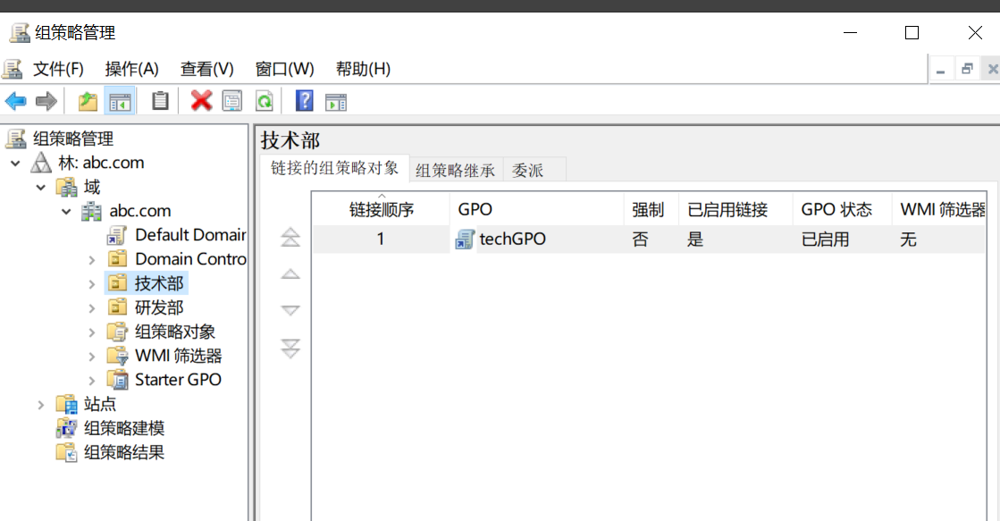 组策略管理
文件(F) 操作(A) 查看(V) 窗口(W) 帮助(H)
组策略管理
林: abc.com
域
abc.com
Default Domain
Domain Contro
技术部
研发部
组策略对象
WMI 筛选器
Starter GPO
站点
组策略建模
组策略结果
技术部
链接的组策略对象 组策略继承 委派
链接顺序 GPO 强制 已启用链接 GPO 状态 WMI 筛选器
1 techGPO 否 是 已启用 无